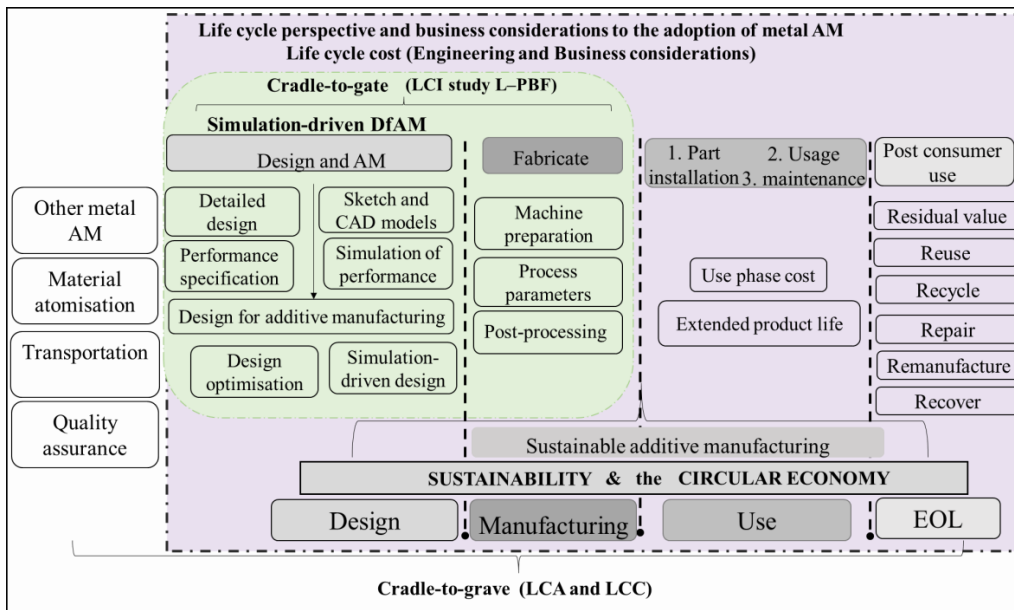 Life cycle perspective and business considerations to the adoption of metal AM
Life cycle cost (Engineering and Business considerations)
Cradle-to-gate (LCI study L–PBF)
Simulation-driven DfAM
Design and AM
Fabricate
1. Part
installation
2. Usage
3. maintenance
Post consumer
use
Other metal
AM
Material
atomisation
Transportation
Quality
assurance
Detailed
design
Sketch and
CAD models
Performance
specification
Simulation of
performance
Design for additive manufacturing
Design
optimisation
Simulation-
driven design
Machine
preparation
Process
parameters
Post-processing
Use phase cost
Extended product life
Residual value
Reuse
Recycle
Repair
Remanufacture
Recover
Sustainable additive manufacturing
SUSTAINABILITY & the CIRCULAR ECONOMY
Design
Manufacturing
Use
EOL
Cradle-to-grave (LCA and LCC)